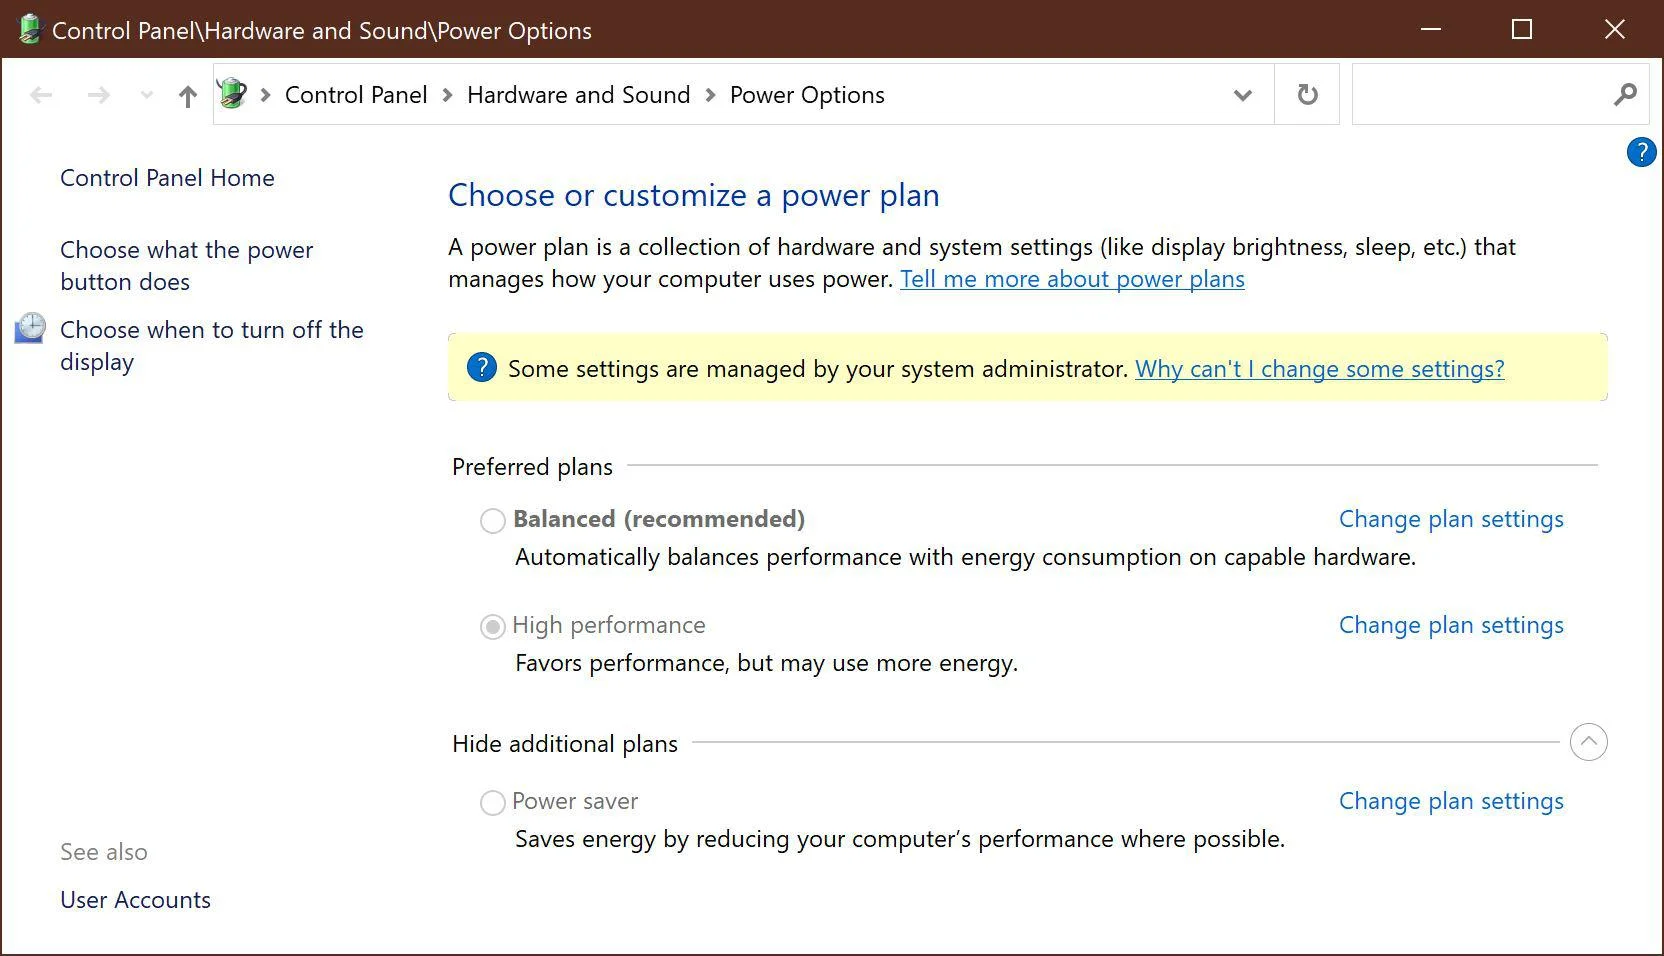 Control Panel\Hardware and Sound\Power Options
Control Panel > Hardware and Sound > Power Options
Control Panel Home
Choose what the power
button does
Choose when to turn off the
display
See also
User Accounts
Choose or customize a power plan
A power plan is a collection of hardware and system settings (like display brightness, sleep, etc.) that
manages how your computer uses power. Tell me more about power plans
Some settings are managed by your system administrator. Why can't I change some settings?
Preferred plans
Balanced (recommended) Change plan settings
Automatically balances performance with energy consumption on capable hardware.
High performance Change plan settings
Favors performance, but may use more energy.
Hide additional plans
Power saver Change plan settings
Saves energy by reducing your computer’s performance where possible.